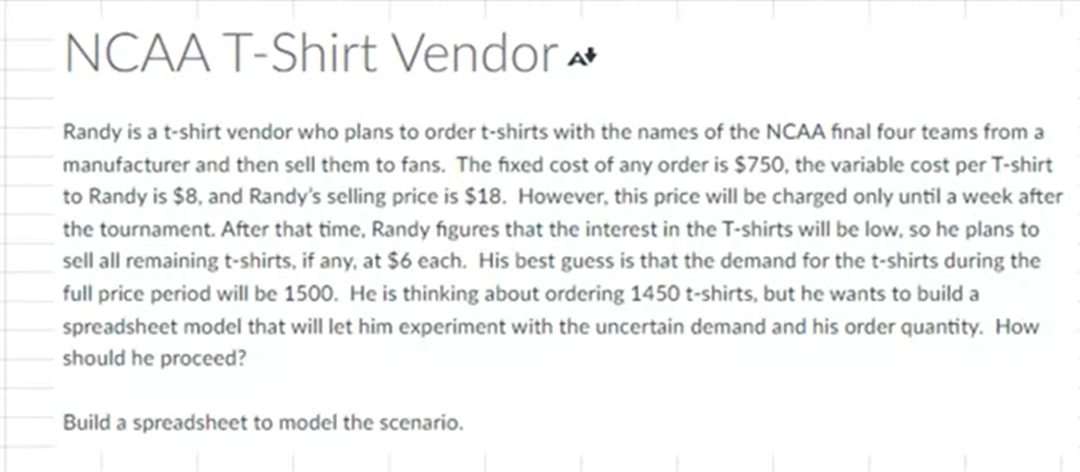 NCAA T-Shirt Vendor
Randy is a t-shirt vendor who plans to order t-shirts with the names of the NCAA final four teams from a
manufacturer and then sell them to fans. The fixed cost of any order is $750, the variable cost per T-shirt
to Randy is $8, and Randy's selling price is $18. However, this price will be charged only until a week after
the tournament. After that time, Randy figures that the interest in the T-shirts will be low, so he plans to
sell all remaining t-shirts, if any, at $6 each. His best guess is that the demand for the t-shirts during the
full price period will be 1500. He is thinking about ordering 1450 t-shirts, but he wants to build a
spreadsheet model that will let him experiment with the uncertain demand and his order quantity. How
should he proceed?
Build a spreadsheet to model the scenario.